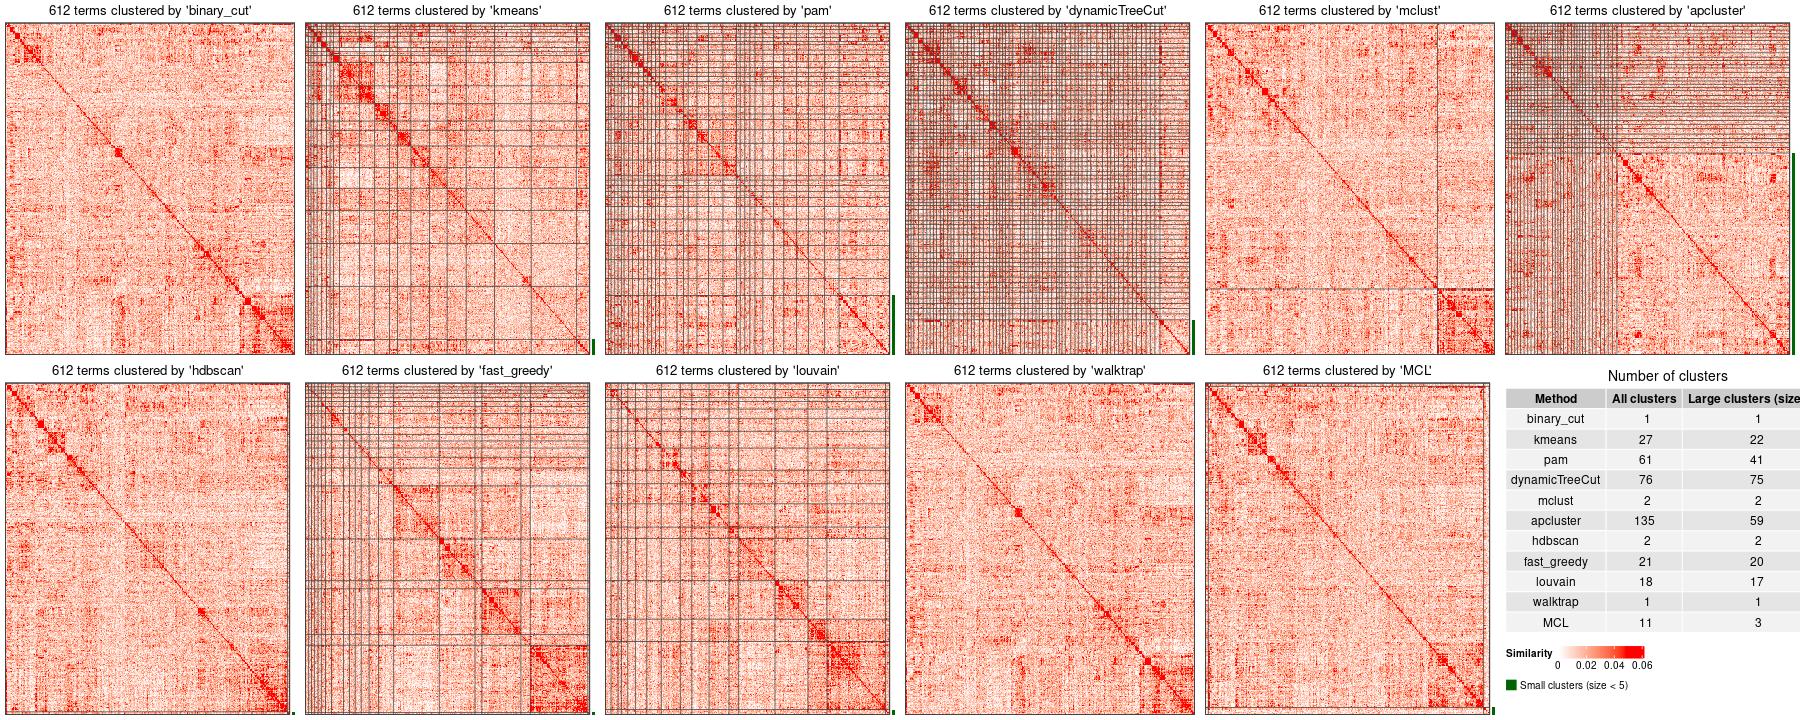 612 terms clustered by 'binary_cut'
612 terms clustered by 'kmeans'
612 terms clustered by 'pam'
612 terms clustered by 'dynamicTreeCut'
612 terms clustered by 'mclust'
612 terms clustered by 'apcluster'
612 terms clustered by 'hdbscan'
612 terms clustered by 'fast_greedy'
612 terms clustered by 'louvain'
612 terms clustered by 'walktrap'
612 terms clustered by 'MCL'
Number of clusters
Method All clusters Large clusters (size
binary_cut 1 1
kmeans 27 22
pam 61 41
dynamicTreeCut 76 75
mclust 2 2
apcluster 135 59
hdbscan 2 2
fast_greedy 21 20
louvain 18 17
walktrap 1 1
MCL 11 3
Similarity
0 0.02 0.04 0.06
Small clusters (size < 5)